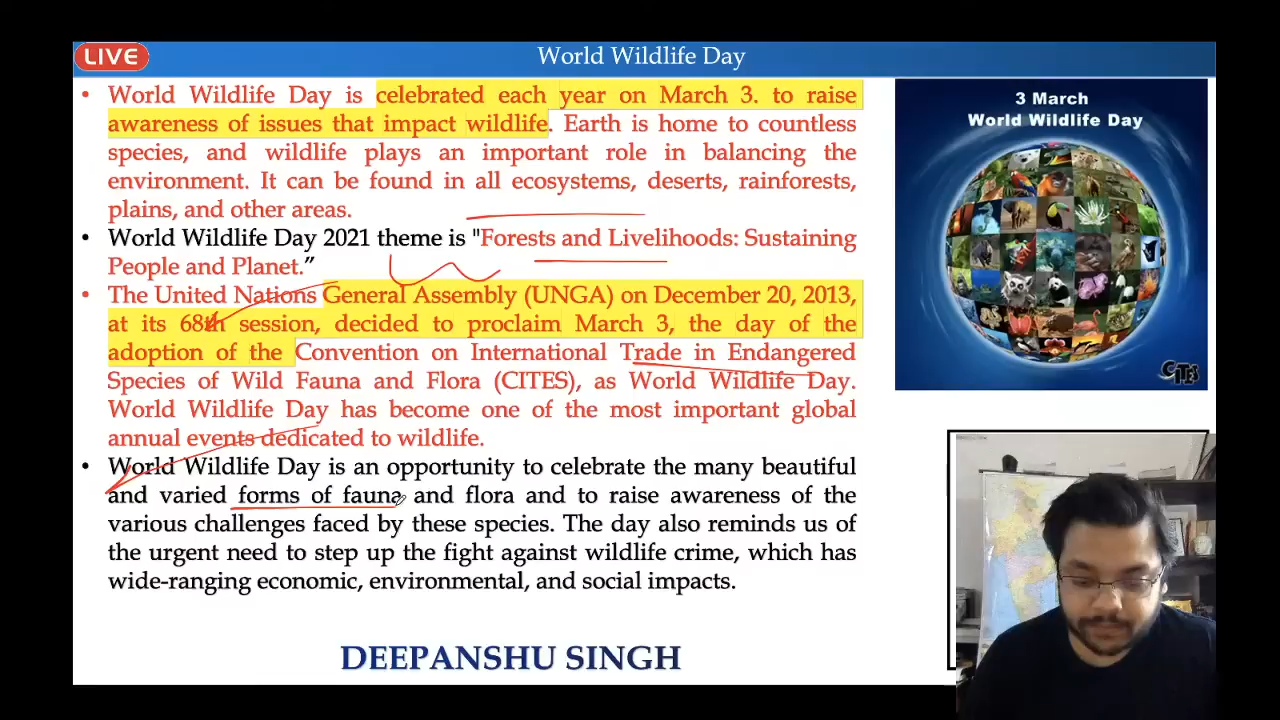 LIVE
World Wildlife Day
• World Wildlife Day is celebrated each year on March 3. to raise
awareness of issues that impact wildlife. Earth is home to countless
species, and wildlife plays an important role in balancing the
environment. It can be found in all ecosystems, deserts, rainforests,
plains, and other areas.
• World Wildlife Day 2021 theme is "Forests and Livelihoods: Sustaining
People and Planet.”
• The United Nations General Assembly (UNGA) on December 20, 2013,
at its 68th session, decided to proclaim March 3, the day of the
adoption of the Convention on International Trade in Endangered
Species of Wild Fauna and Flora (CITES), as World Wildlife Day.
World Wildlife Day has become one of the most important global
annual events dedicated to wildlife.
• World Wildlife Day is an opportunity to celebrate the many beautiful
and varied forms of fauna and flora and to raise awareness of the
various challenges faced by these species. The day also reminds us of
the urgent need to step up the fight against wildlife crime, which has
wide-ranging economic, environmental, and social impacts.
DEEPANSHU SINGH
3 March
World Wildlife Day
CITES